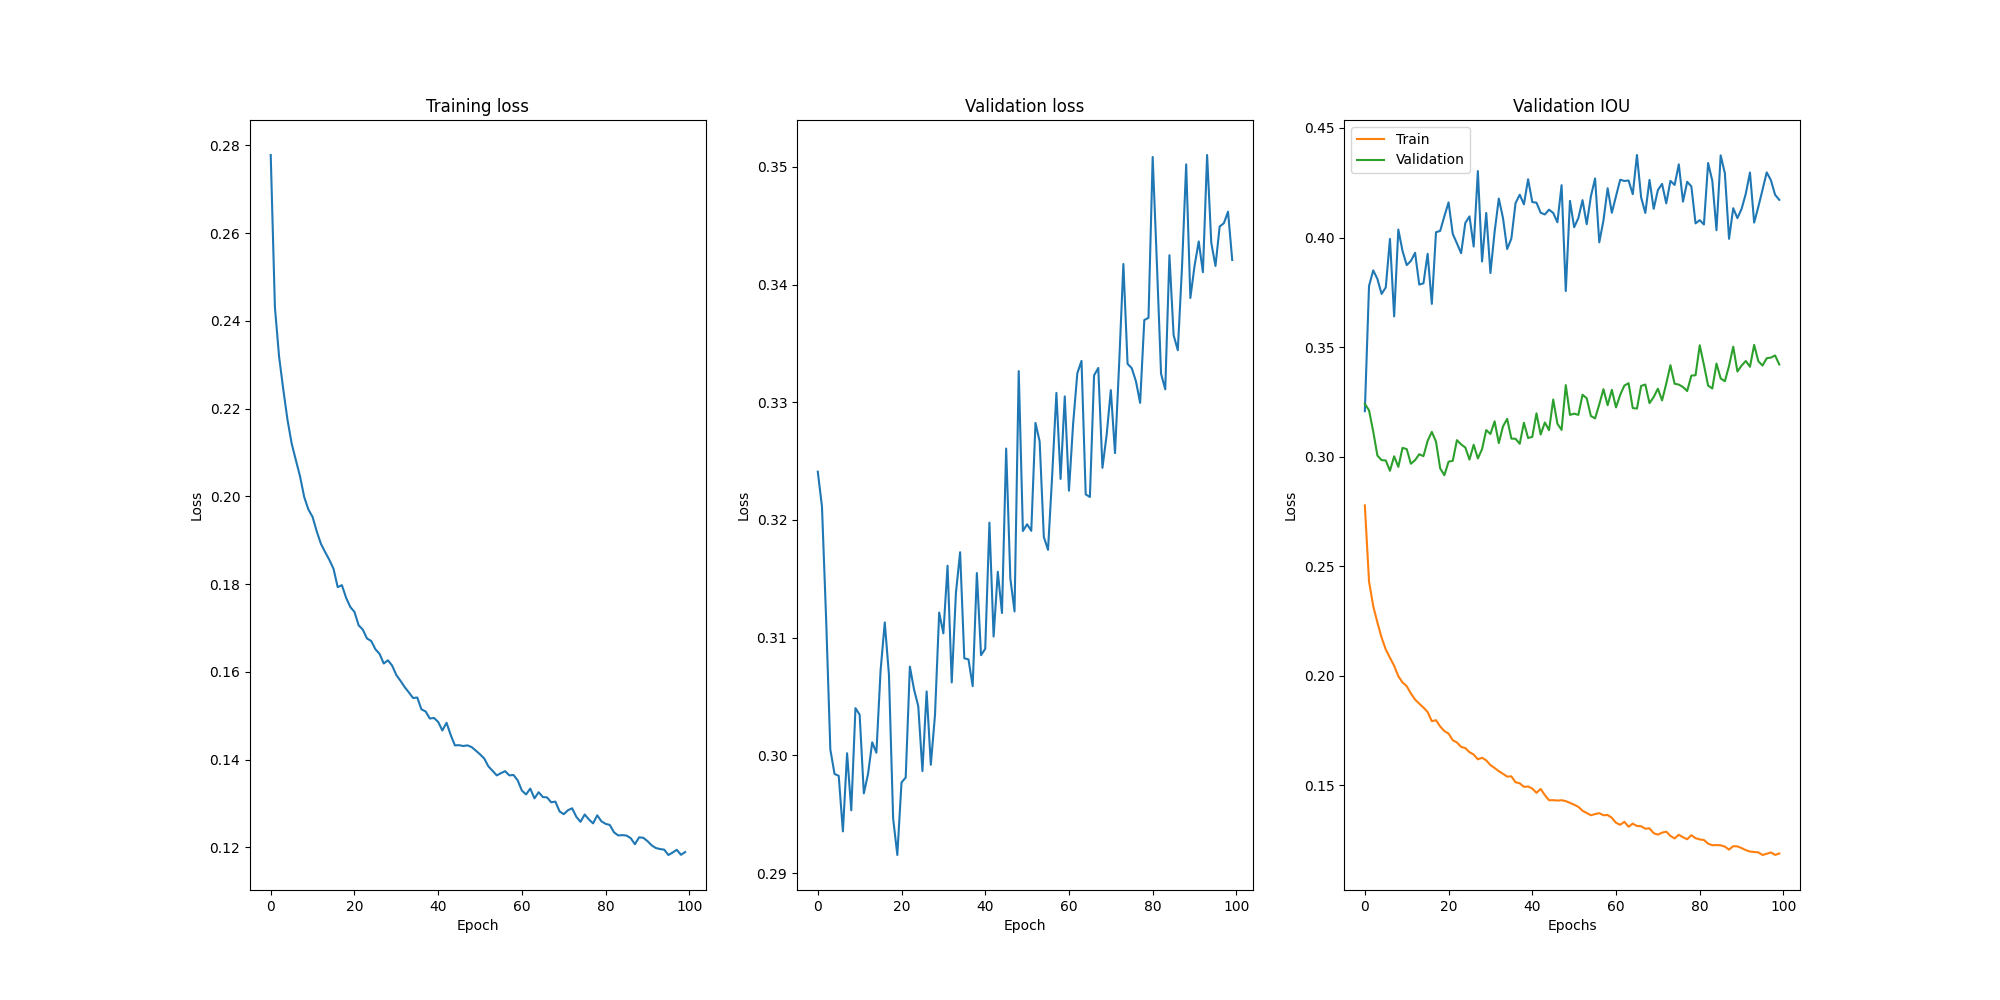 Training loss
0.28
0.26
0.24
0.22
0.20
0.18
0.16
0.14
0.12
Loss
0 20 40 60 80 100
Epoch
Validation loss
0.35
0.34
0.33
0.32
0.31
0.30
0.29
Loss
0 20 40 60 80 100
Epoch
Validation IOU
Train
Validation
0.45
0.40
0.35
0.30
0.25
0.20
0.15
Loss
0 20 40 60 80 100
Epochs